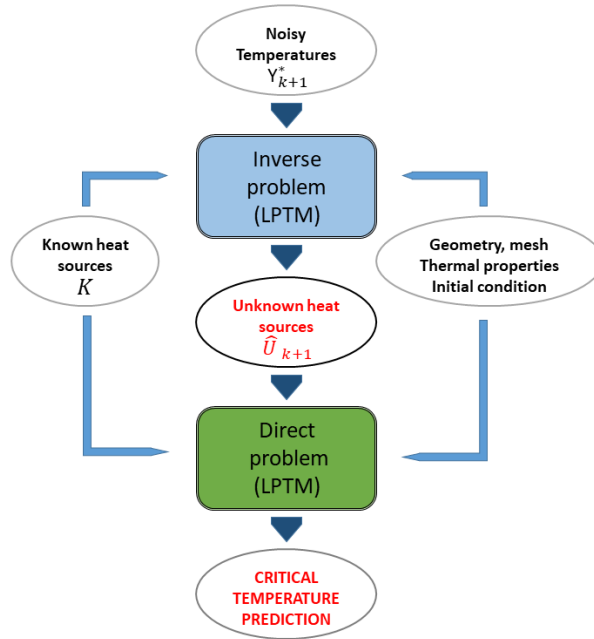 Noisy
Temperatures
Y*k+1
Inverse
problem
(LPTM)
Known heat
sources
K
Geometry, mesh
Thermal properties
Initial condition
Unknown heat
sources
Û k+1
Direct
problem
(LPTM)
CRITICAL
TEMPERATURE
PREDICTION